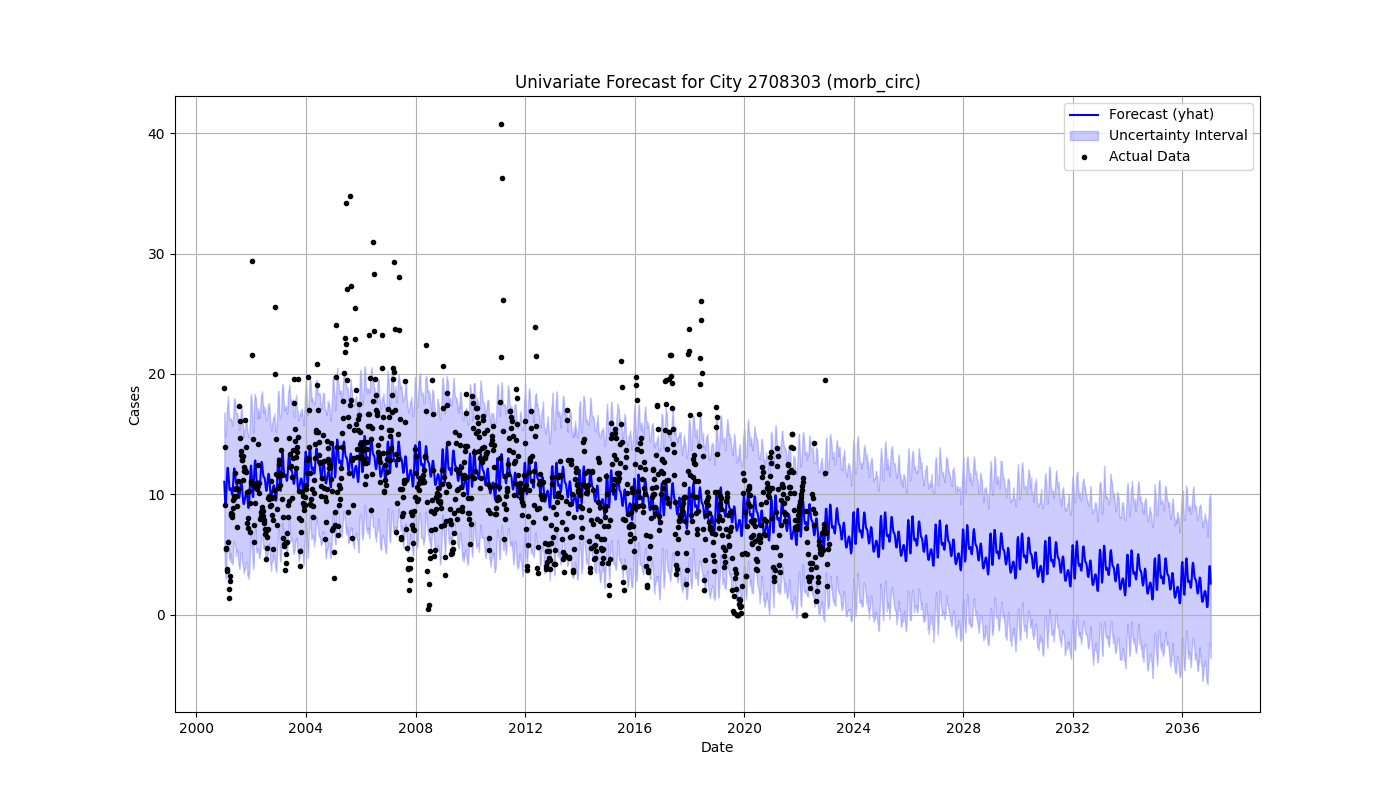 Univariate Forecast for City 2708303 (morb_circ)
Forecast (yhat)
Uncertainty Interval
Actual Data
Cases
40
30
20
10
0
2000 2004 2008 2012 2016 2020 2024 2028 2032 2036
Date